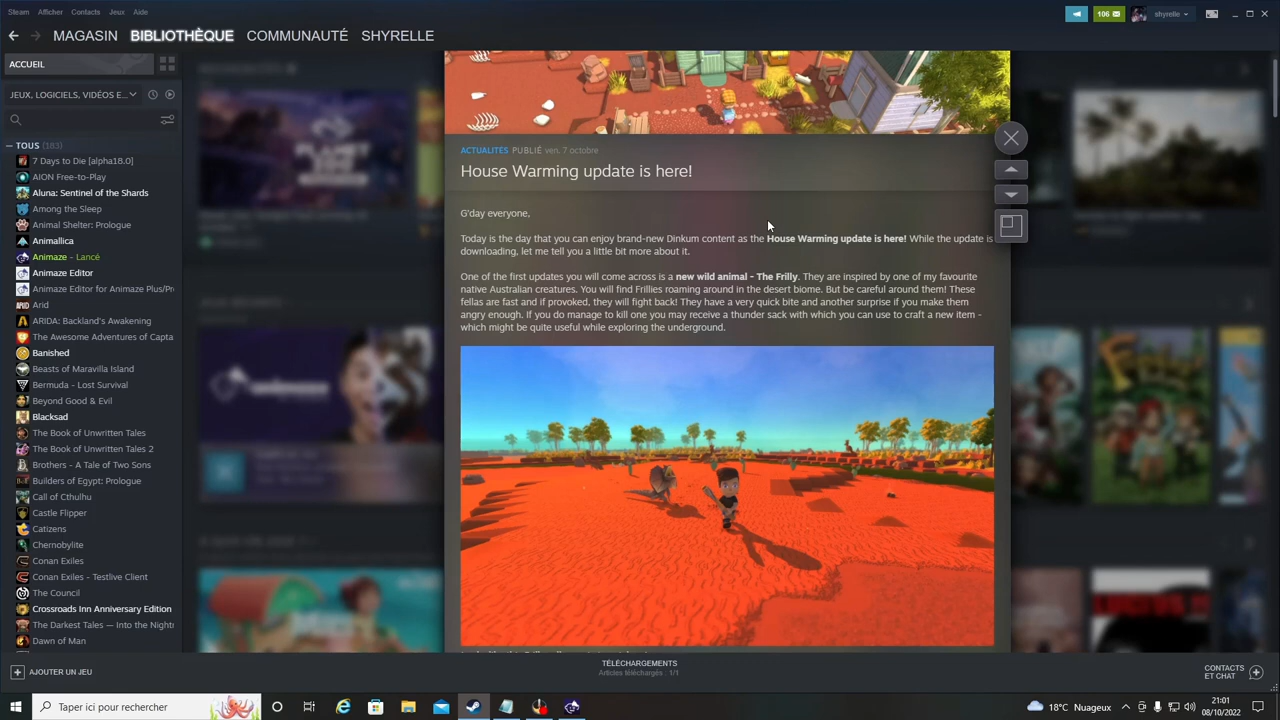 Steam Afficher Contacts Jeux Aide
106 shyrelle
MAGASIN BIBLIOTHÈQUE COMMUNAUTÉ SHYRELLE
ACCUEIL
JEUX, LOGICIELS, VIDÉOS E...
TOUS (183)
7 Days to Die [alpha18.0]
AION Free-to-Play
Aluna: Sentinel of the Shards
Among the Sleep
Animal Shelter: Prologue
Animallica
Animaze - Lancé
Animaze Editor
Animaze Editor for Animaze Plus/Pr
Arid
ARIDA: Backland's Awakening
The Awesome Adventures of Capta
Banished
Beasts of Maravilla Island
Bermuda - Lost Survival
Beyond Good & Evil
Blacksad
The Book of Unwritten Tales
The Book of Unwritten Tales 2
Brothers - A Tale of Two Sons
Builders of Egypt: Prologue
Call of Cthulhu
Castle Flipper
Catizens
Chernobylite
Conan Exiles
Conan Exiles - Testlive Client
The Council
Crossroads Inn Anniversary Edition
The Darkest Tales — Into the Nightm
Dawn of Man
ACTUALITÉS PUBLIÉ ven. 7 octobre
House Warming update is here!
G'day everyone,
Today is the day that you can enjoy brand-new Dinkum content as the House Warming update is here! While the update is
downloading, let me tell you a little bit more about it.
One of the first updates you will come across is a new wild animal - The Frilly. They are inspired by one of my favourite
native Australian creatures. You will find Frillies roaming around in the desert biome. But be careful around them! These
fellas are fast and if provoked, they will fight back! They have a very quick bite and another surprise if you make them
angry enough. If you do manage to kill one you may receive a thunder sack with which you can use to craft a new item -
which might be quite useful while exploring the underground.
AJOUTER UN JEU
TÉLÉCHARGEMENTS
Articles téléchargés : 1/1
CONTACTS
ET CHAT
Taper ici pour rechercher
18°C Nuageux
21:01
08/10/2022